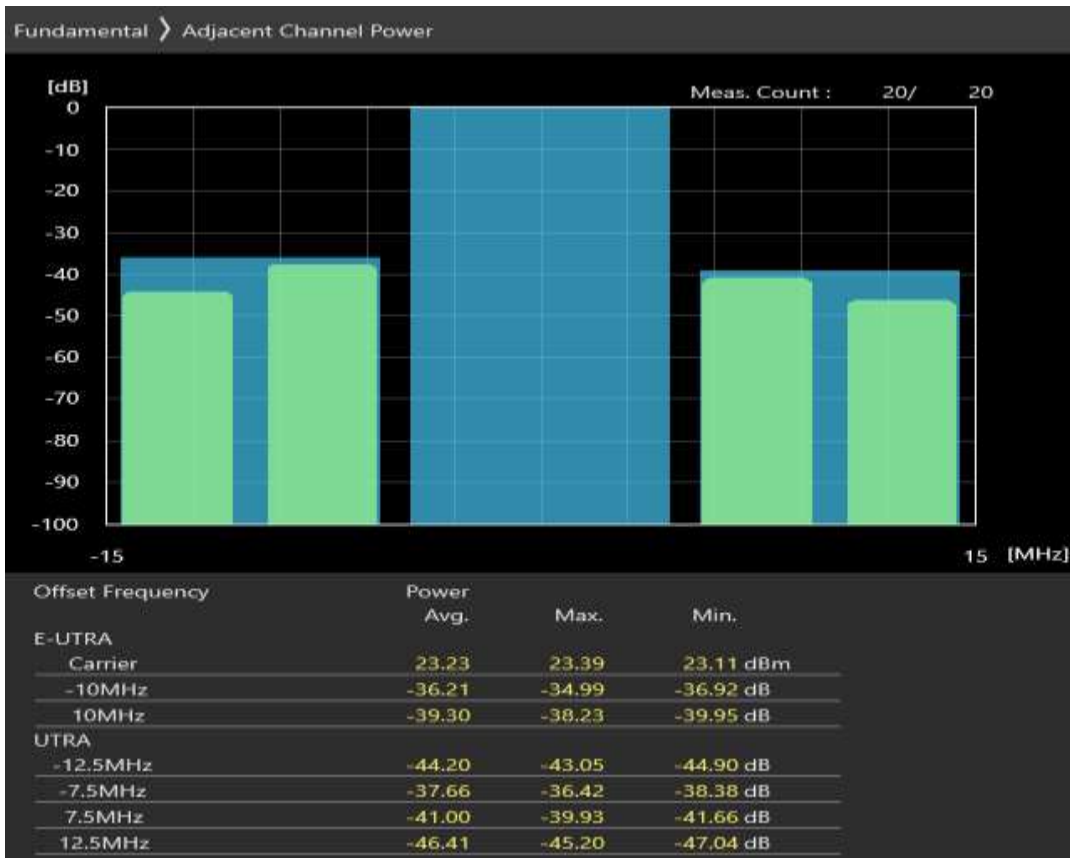 Fundamental 〉 Adjacent Channel Power
[dB]
Meas. Count : 20/ 20
0
-10
-20
-30
-40
-50
-60
-70
-80
-90
-100
-15 15 [MHz]
Offset Frequency Power
Avg. Max. Min.
E-UTRA
Carrier 23.23 23.39 23.11 dBm
-10MHz -36.21 -34.99 -36.92 dB
10MHz -39.30 -38.23 -39.95 dB
UTRA
-12.5MHz -44.20 -43.05 -44.90 dB
-7.5MHz -37.66 -36.42 -38.38 dB
7.5MHz -41.00 -39.93 -41.66 dB
12.5MHz -46.41 -45.20 -47.04 dB